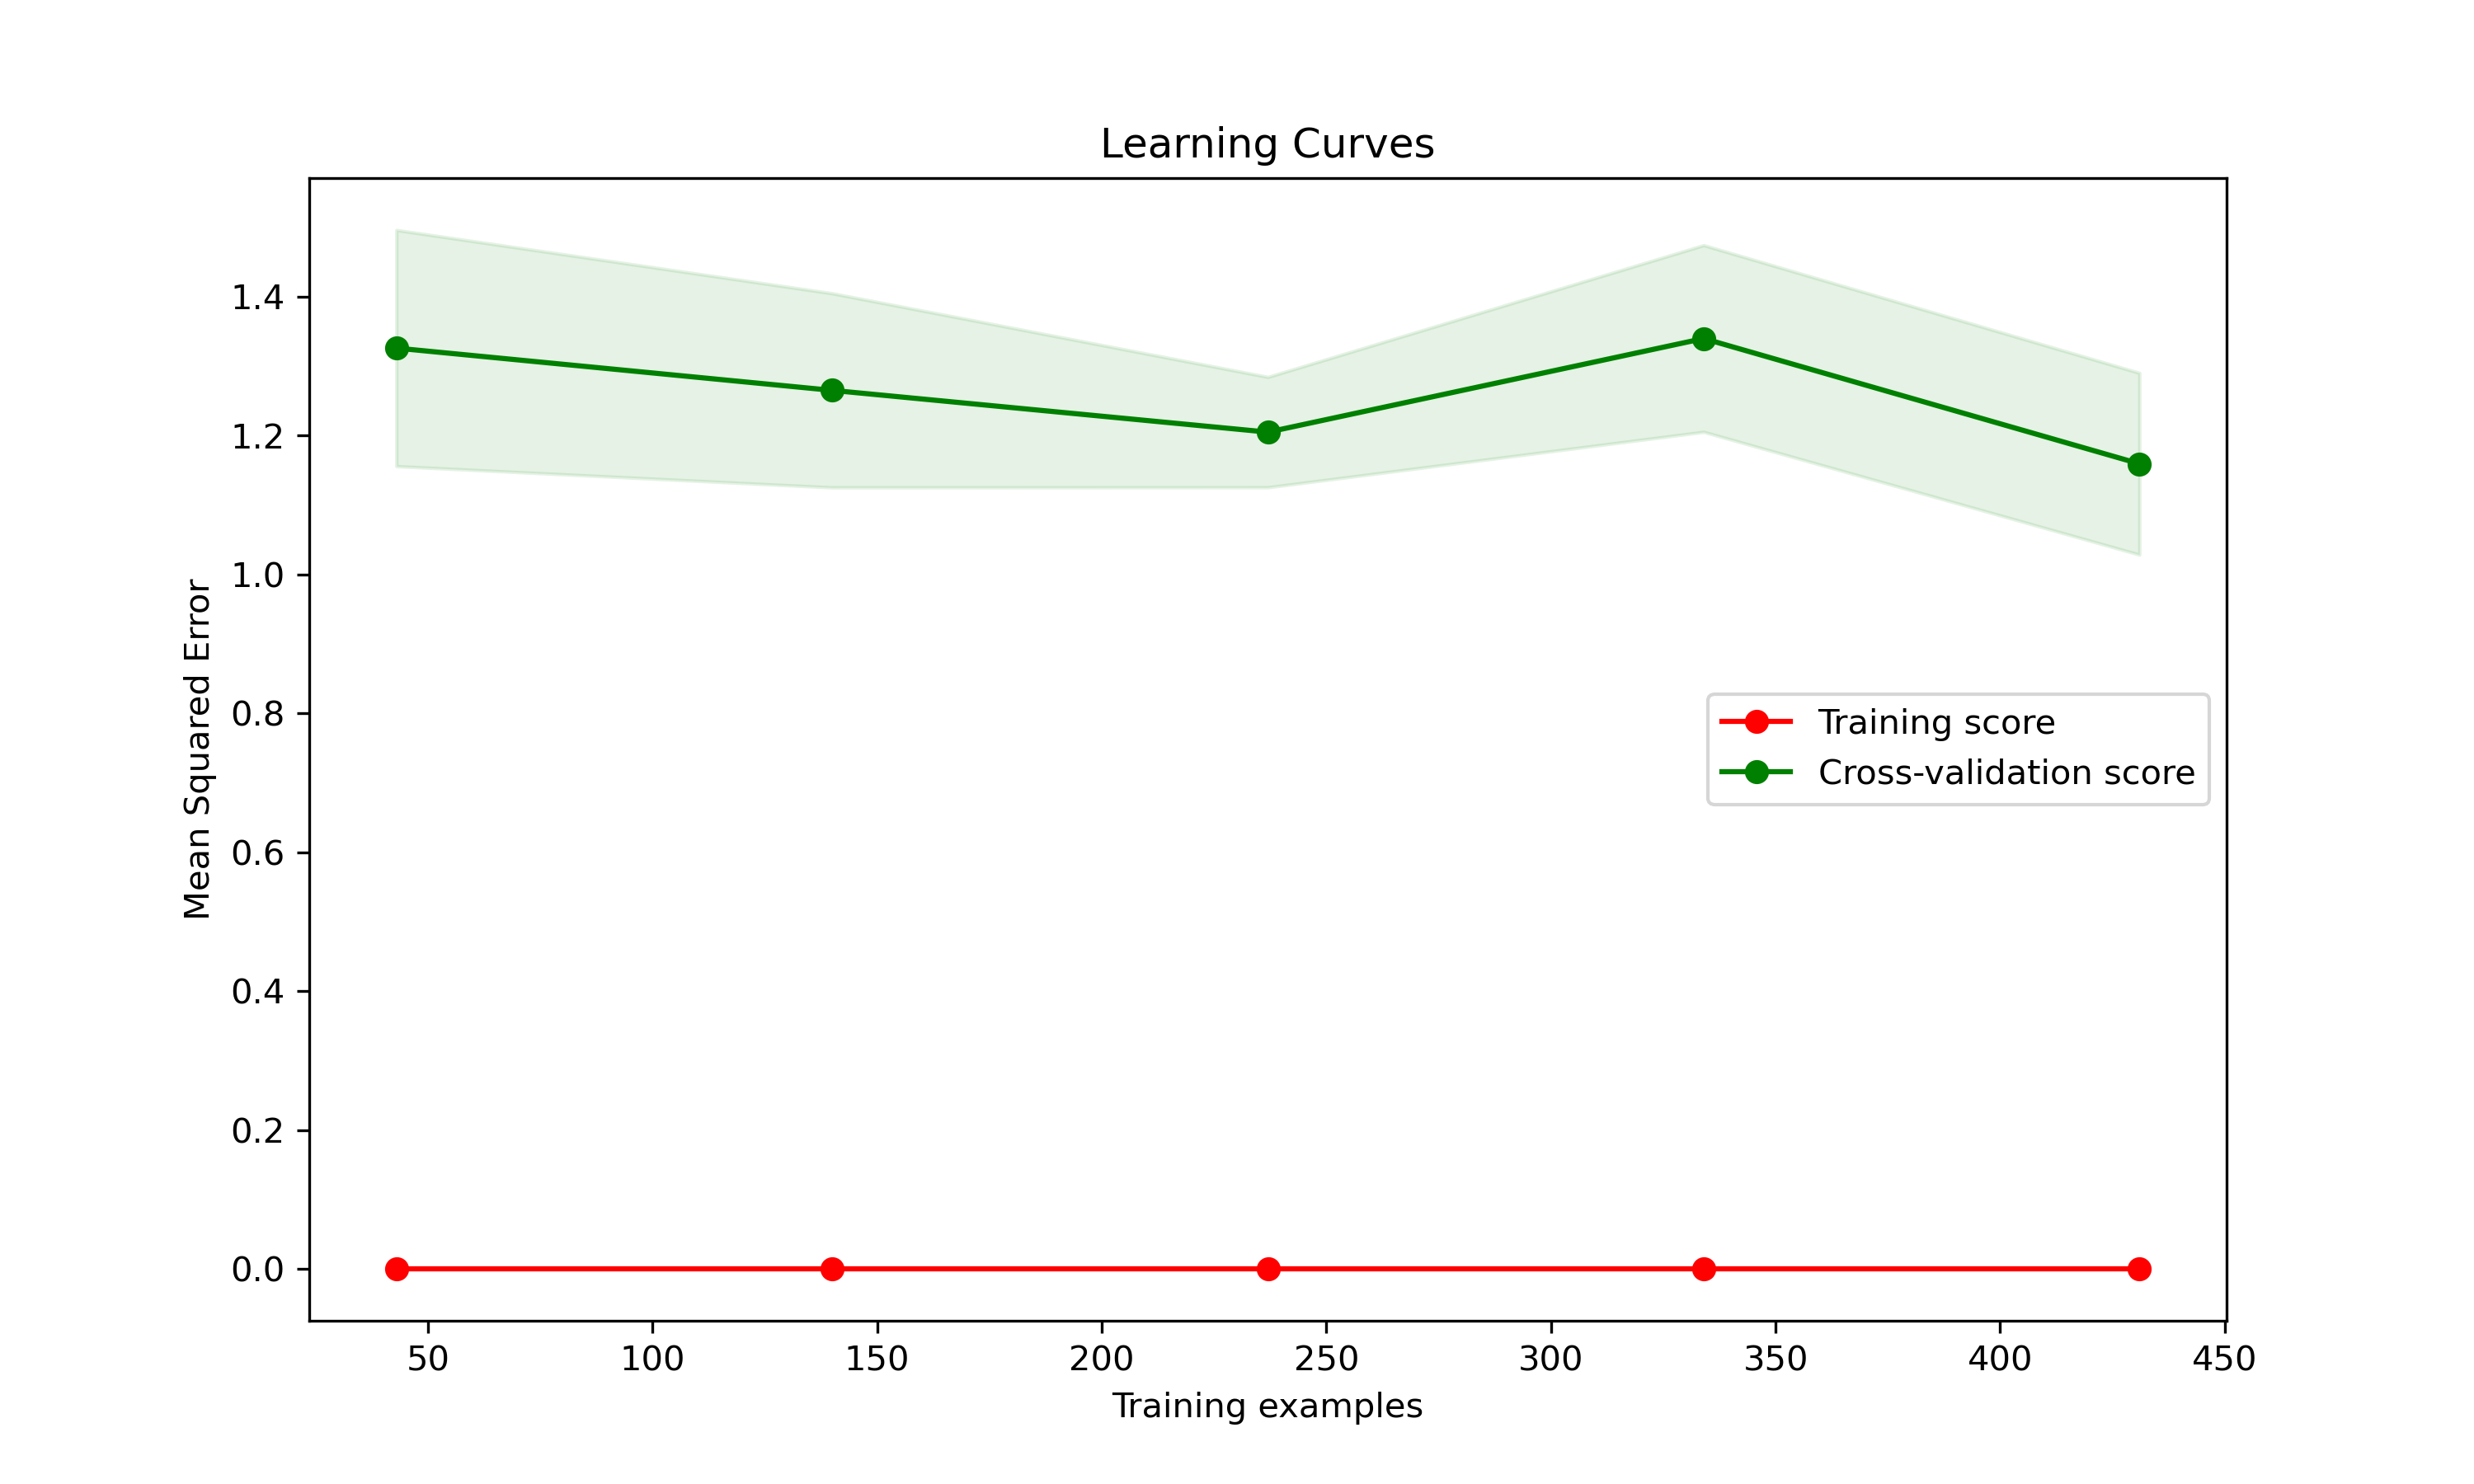 Learning Curves
Mean Squared Error
1.4
1.2
1.0
0.8
0.6
0.4
0.2
0.0
Training score
Cross-validation score
50 100 150 200 250 300 350 400 450
Training examples